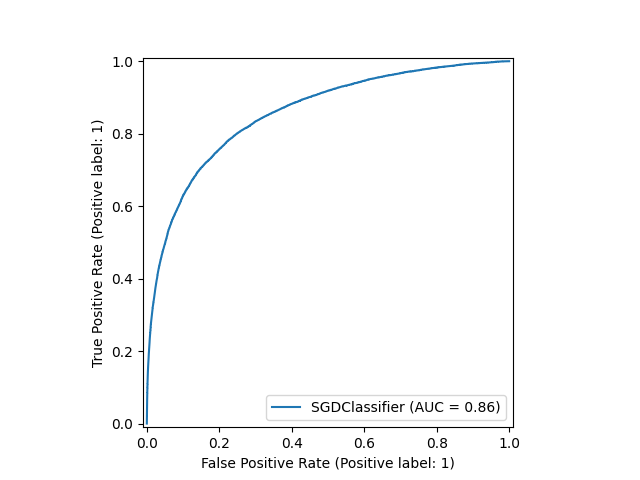 1.0
0.8
0.6
0.4
0.2
0.0
True Positive Rate (Positive label: 1)
SGDClassifier (AUC = 0.86)
0.0 0.2 0.4 0.6 0.8 1.0
False Positive Rate (Positive label: 1)